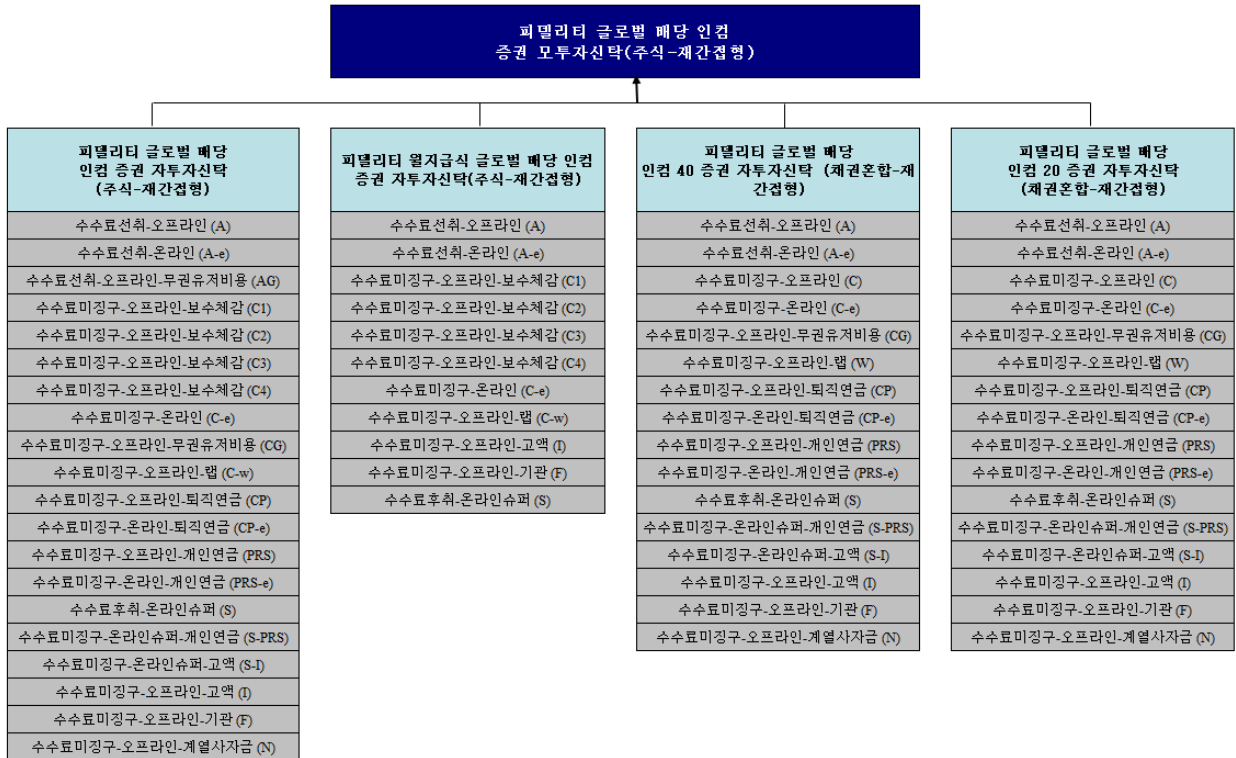 피델리티 글로벌 배당 인컴
증권 모투자신탁(주식-재간접형)
피델리티 글로벌 배당
인컴 증권 자투자신탁
(주식-재간접형)
수수료선취-오프라인 (A)
수수료선취-온라인 (A-e)
수수료선취-오프라인-무권유저비용 (AG)
수수료미징구-오프라인-보수체감 (C1)
수수료미징구-오프라인-보수체감 (C2)
수수료미징구-오프라인-보수체감 (C3)
수수료미징구-오프라인-보수체감 (C4)
수수료미징구-온라인 (C-e)
수수료미징구-오프라인-무권유저비용 (CG)
수수료미징구-오프라인-랩 (C-w)
수수료미징구-오프라인-퇴직연금 (CP)
수수료미징구-온라인-퇴직연금 (CP-e)
수수료미징구-오프라인-개인연금 (PRS)
수수료미징구-온라인-개인연금 (PRS-e)
수수료후취-온라인슈퍼 (S)
수수료미징구-온라인슈퍼-개인연금 (S-PRS)
수수료미징구-온라인슈퍼-고액 (S-I)
수수료미징구-오프라인-고액 (I)
수수료미징구-오프라인-기관 (F)
수수료미징구-오프라인-계열사자금 (N)
피델리티 월지급식 글로벌 배당 인컴
증권 자투자신탁(주식-재간접형)
수수료선취-오프라인 (A)
수수료선취-온라인 (A-e)
수수료미징구-오프라인-보수체감 (C1)
수수료미징구-오프라인-보수체감 (C2)
수수료미징구-오프라인-보수체감 (C3)
수수료미징구-오프라인-보수체감 (C4)
수수료미징구-온라인 (C-e)
수수료미징구-오프라인-랩 (C-w)
수수료미징구-오프라인-고액 (I)
수수료미징구-오프라인-기관 (F)
수수료후취-온라인슈퍼 (S)
피델리티 글로벌 배당
인컴 40 증권 자투자신탁 (채권혼합-재
간접형)
수수료선취-오프라인 (A)
수수료선취-온라인 (A-e)
수수료미징구-오프라인 (C)
수수료미징구-온라인 (C-e)
수수료미징구-오프라인-무권유저비용 (CG)
수수료미징구-오프라인-랩 (W)
수수료미징구-오프라인-퇴직연금 (CP)
수수료미징구-온라인-퇴직연금 (CP-e)
수수료미징구-오프라인-개인연금 (PRS)
수수료미징구-온라인-개인연금 (PRS-e)
수수료후취-온라인슈퍼 (S)
수수료미징구-온라인슈퍼-개인연금 (S-PRS)
수수료미징구-온라인슈퍼-고액 (S-I)
수수료미징구-오프라인-고액 (I)
수수료미징구-오프라인-기관 (F)
수수료미징구-오프라인-계열사자금 (N)
피델리티 글로벌 배당
인컴 20 증권 자투자신탁
(채권혼합-재간접형)
수수료선취-오프라인 (A)
수수료선취-온라인 (A-e)
수수료미징구-오프라인 (C)
수수료미징구-온라인 (C-e)
수수료미징구-오프라인-무권유저비용 (CG)
수수료미징구-오프라인-랩 (W)
수수료미징구-오프라인-퇴직연금 (CP)
수수료미징구-온라인-퇴직연금 (CP-e)
수수료미징구-오프라인-개인연금 (PRS)
수수료미징구-온라인-개인연금 (PRS-e)
수수료후취-온라인슈퍼 (S)
수수료미징구-온라인슈퍼-개인연금 (S-PRS)
수수료미징구-온라인슈퍼-고액 (S-I)
수수료미징구-오프라인-고액 (I)
수수료미징구-오프라인-기관 (F)
수수료미징구-오프라인-계열사자금 (N)